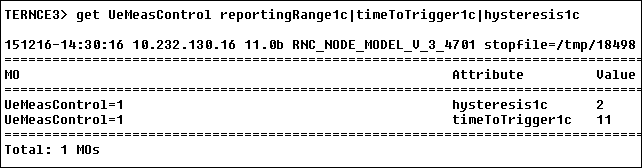 TERNCE3> get UeMeasControl reportingRange1c|timeToTrigger1c|hysteresis1c
151216-14:30:16 10.232.130.16 11.0b RNC_NODE_MODEL_V_3_4701 stopfile=/tmp/18498
=================================================================================
MO Attribute Value
=================================================================================
UeMeasControl=1 hysteresis1c 2
UeMeasControl=1 timeToTrigger1c 11
=================================================================================
Total: 1 MOs